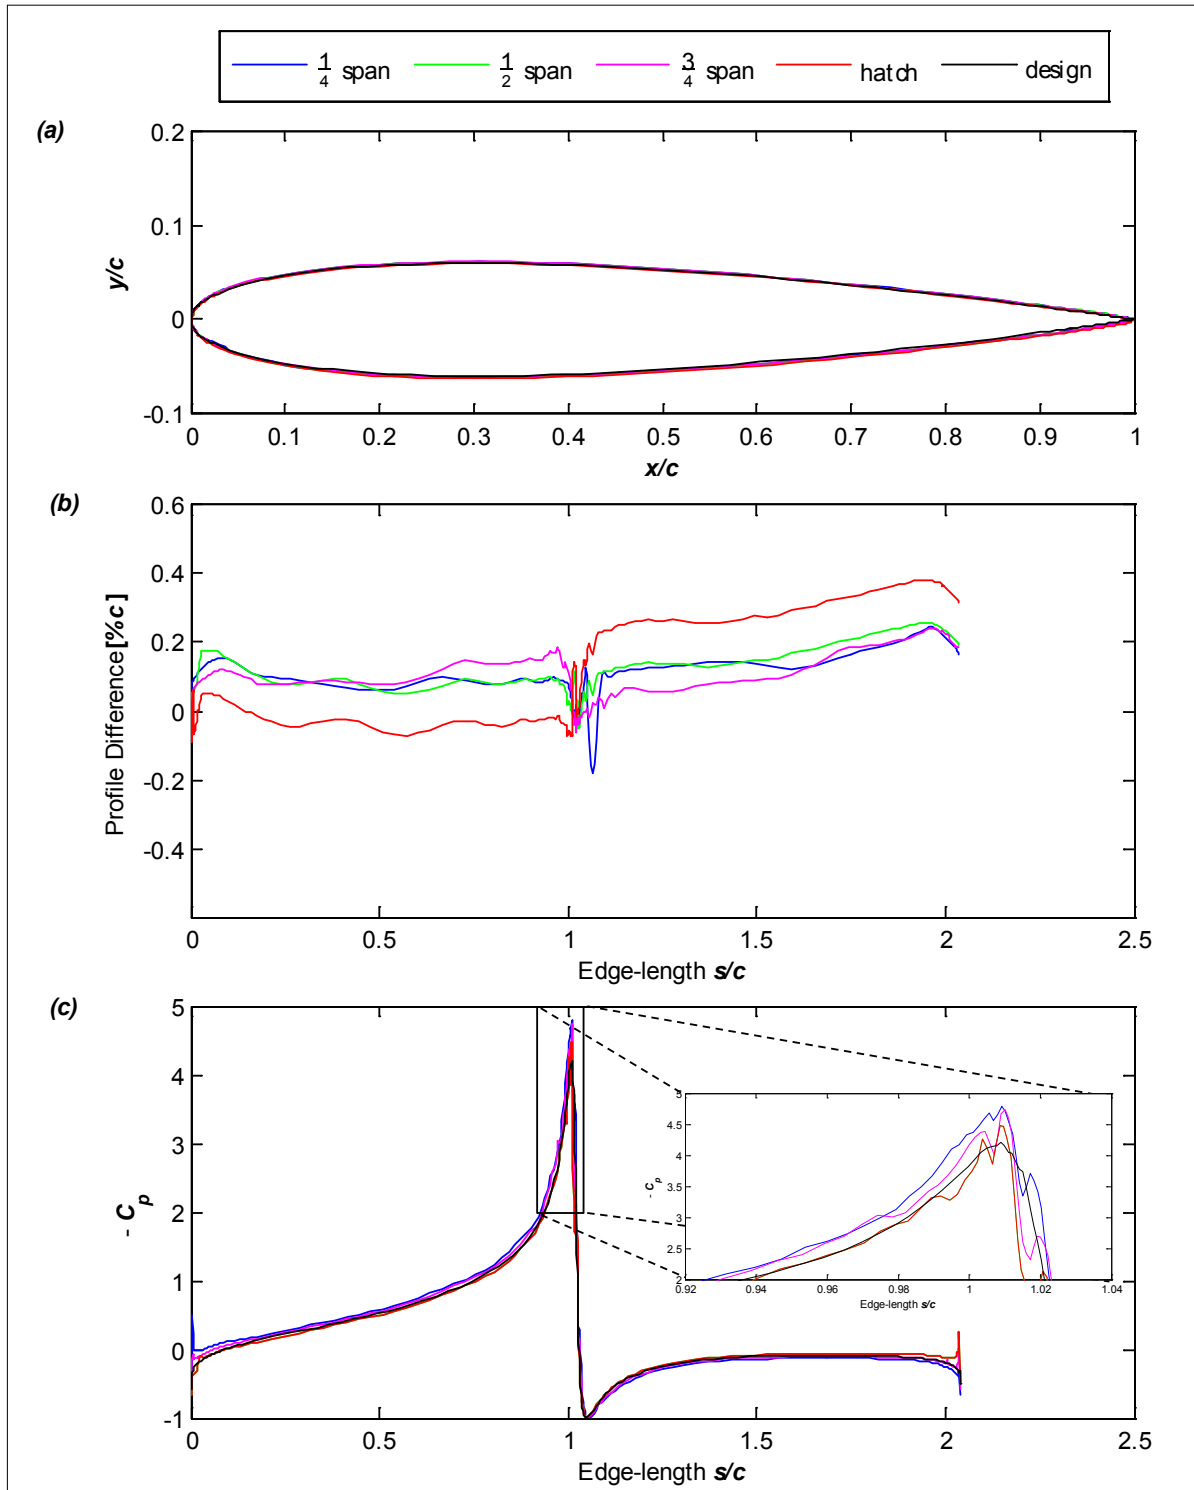 1/4 span 1/2 span 3/4 span hatch design
(a)
0.2
0.1
0
-0.1
y/c
0 0.1 0.2 0.3 0.4 0.5 0.6 0.7 0.8 0.9 1
x/c
(b)
0.6
0.4
0.2
0
-0.2
-0.4
Profile Difference [%c]
0 0.5 1 1.5 2 2.5
Edge-length s/c
(c)
5
4
3
2
1
0
-1
- Cp
5
4.5
4
3.5
3
2.5
2
- Cp
0.92 0.94 0.96 0.98 1 1.02 1.04
Edge-length s/c
0 0.5 1 1.5 2 2.5
Edge-length s/c